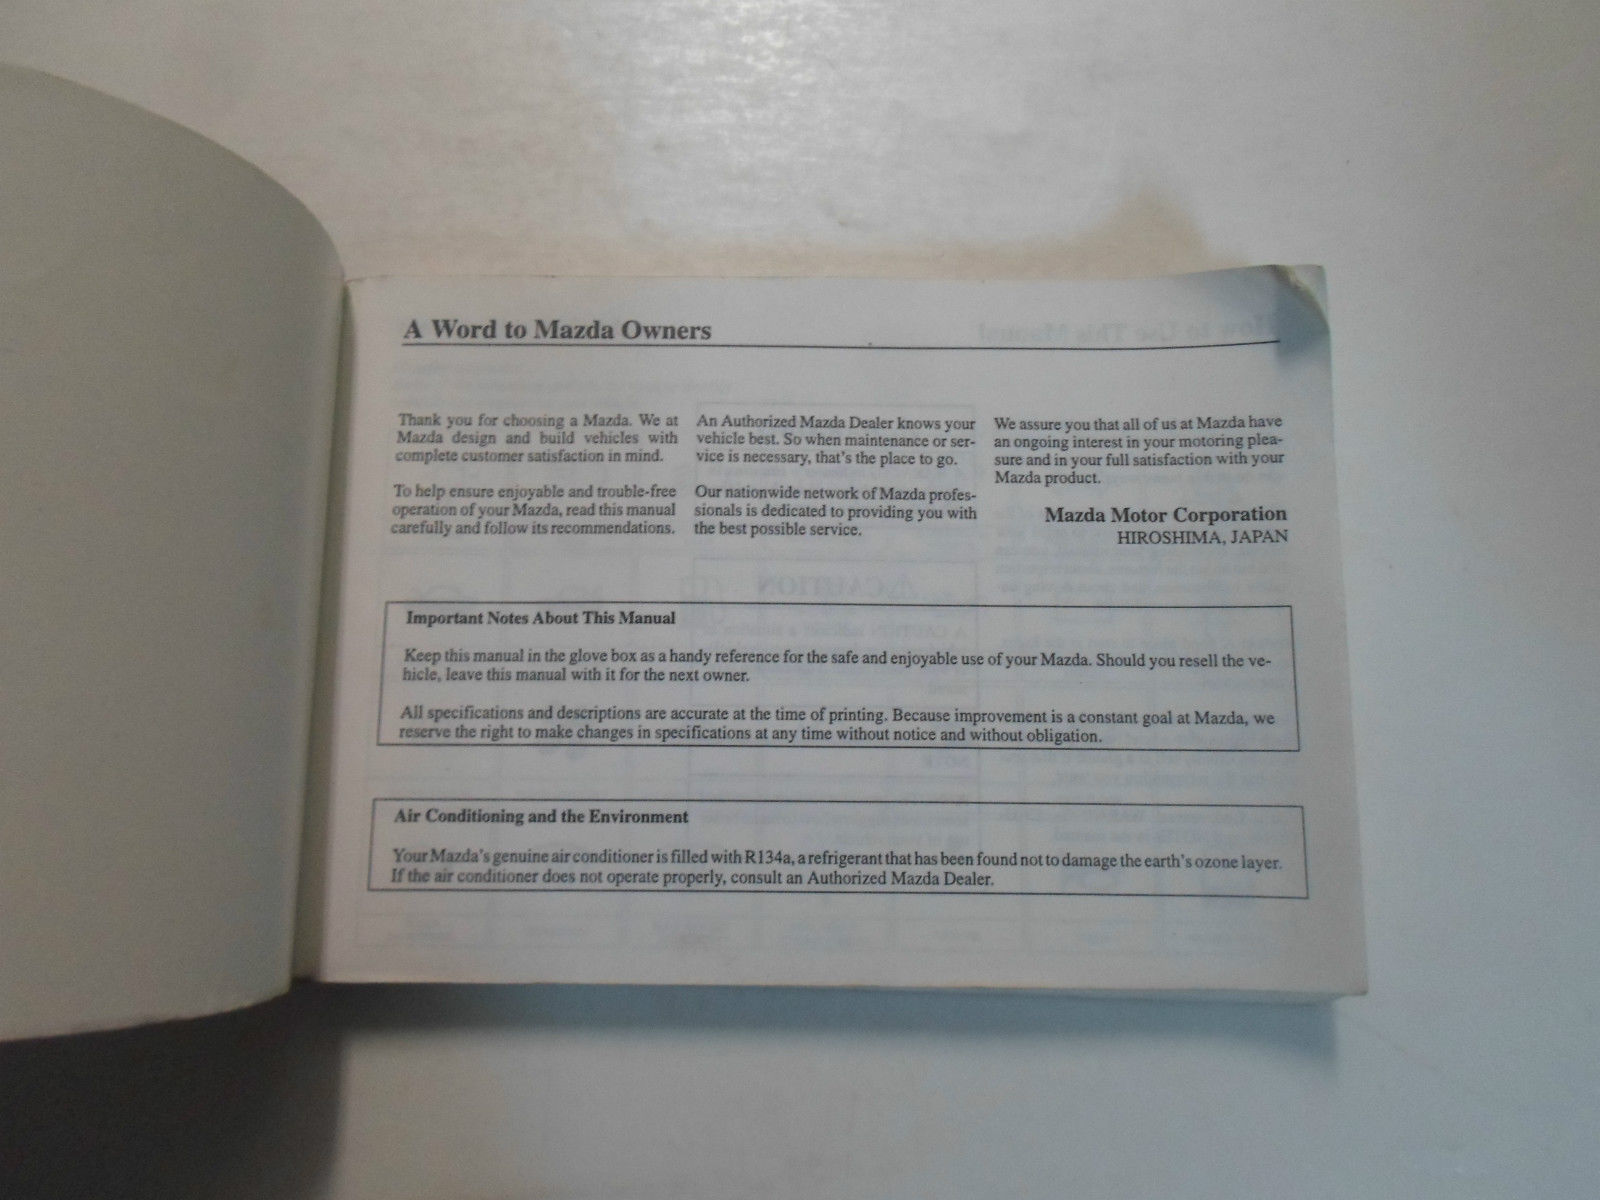 A Word to Mazda Owners
Thank you for choosing a Mazda. We at
Mazda design and build vehicles with
complete customer satisfaction in mind.
To help ensure enjoyable and trouble-free
operation of your Mazda, read this manual
carefully and follow its recommendations.
An Authorized Mazda Dealer knows your
vehicle best. So when maintenance or ser-
vice is necessary, that's the place to go.
Our nationwide network of Mazda profes-
sionals is dedicated to providing you with
the best possible service.
We assure you that all of us at Mazda have
an ongoing interest in your motoring plea-
sure and in your full satisfaction with your
Mazda product.
Mazda Motor Corporation
HIROSHIMA, JAPAN
Important Notes About This Manual
Keep this manual in the glove box as a handy reference for the safe and enjoyable use of your Mazda. Should you resell the ve-
hicle, leave this manual with it for the next owner.
All specifications and descriptions are accurate at the time of printing. Because improvement is a constant goal at Mazda, we
reserve the right to make changes in specifications at any time without notice and without obligation.
Air Conditioning and the Environment
Your Mazda's genuine air conditioner is filled with R134a, a refrigerant that has been found not to damage the earth's ozone layer.
If the air conditioner does not operate properly, consult an Authorized Mazda Dealer.